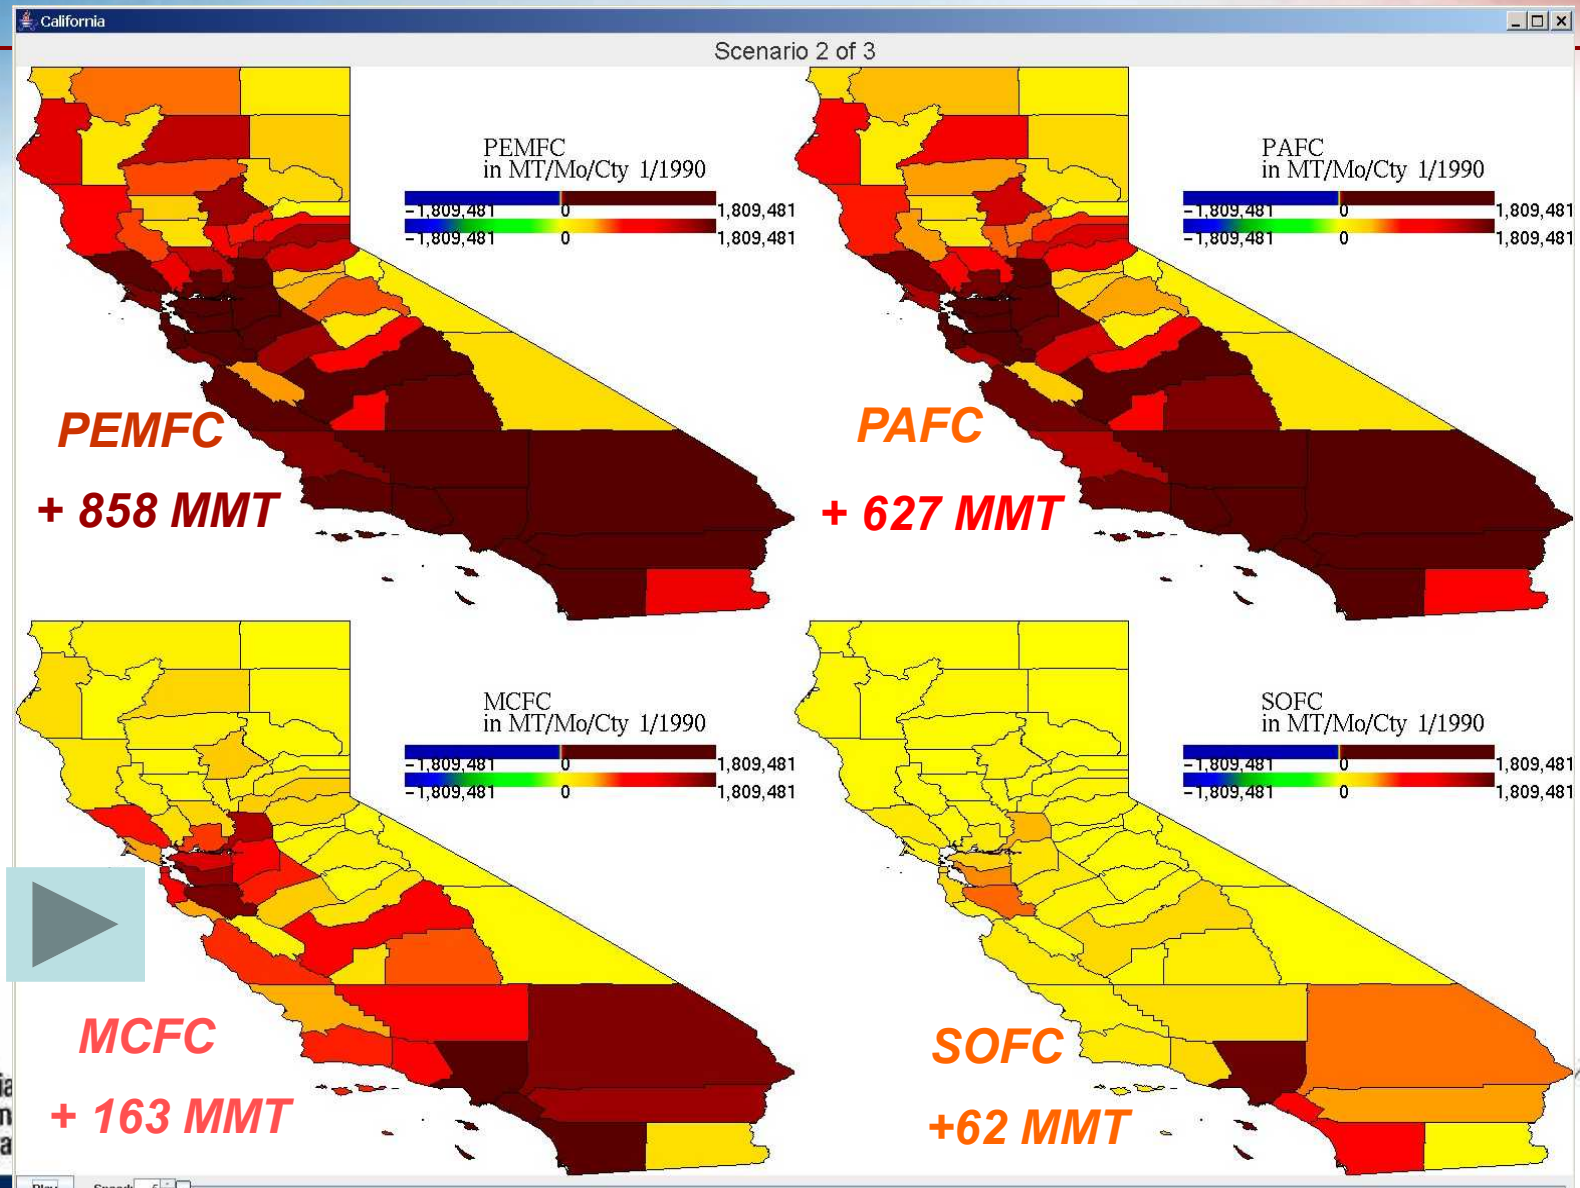 California
Scenario 2 of 3
PEMFC
in MT/Mo/Cty 1/1990
-1,809,481 0 1,809,481
-1,809,481 0 1,809,481
PEMFC
+ 858 MMT
PAFC
in MT/Mo/Cty 1/1990
-1,809,481 0 1,809,481
-1,809,481 0 1,809,481
PAFC
+ 627 MMT
MCFC
in MT/Mo/Cty 1/1990
-1,809,481 0 1,809,481
-1,809,481 0 1,809,481
MCFC
+ 163 MMT
SOFC
in MT/Mo/Cty 1/1990
-1,809,481 0 1,809,481
-1,809,481 0 1,809,481
SOFC
+62 MMT